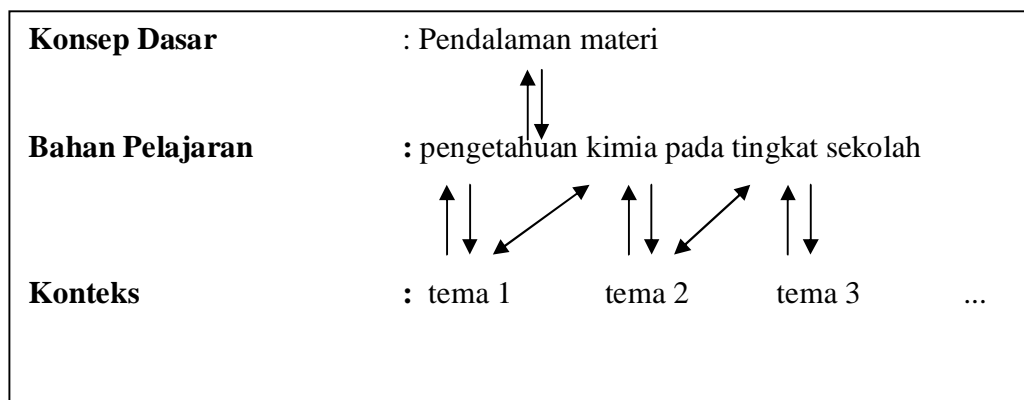 Konsep Dasar : Pendalaman materi
Bahan Pelajaran : pengetahuan kimia pada tingkat sekolah
Konteks : tema 1 tema 2 tema 3 ...